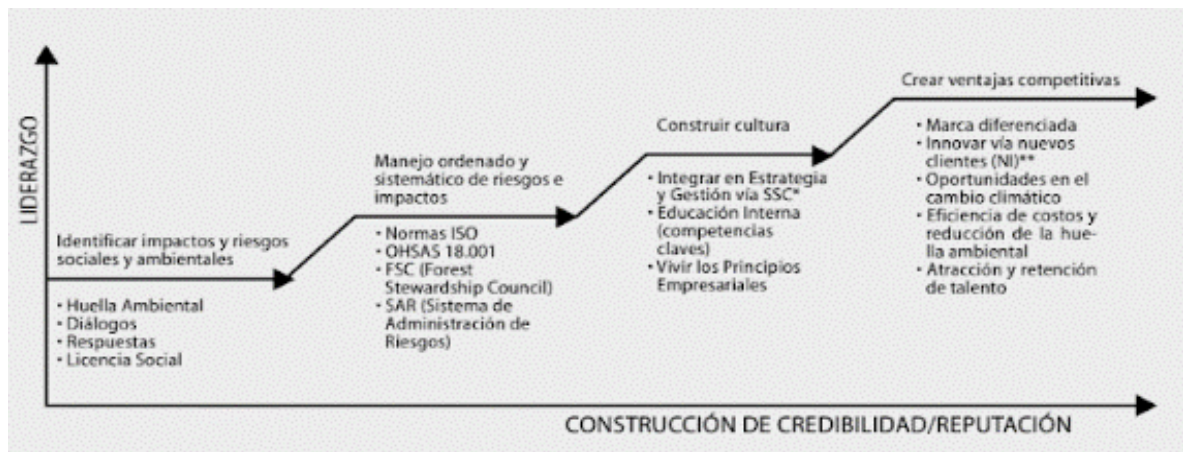 LIDERAZGO
Identificar impactos y riesgos
sociales y ambientales
• Huella Ambiental
• Diálogos
• Respuestas
• Licencia Social
Manejo ordenado y
sistemático de riesgos e
impactos
• Normas ISO
• OHSAS 18.001
• FSC (Forest
Stewardship Council)
• SAR (Sistema de
Administración de
Riesgos)
Construir cultura
• Integrar en Estrategia
y Gestión vía SSC*
• Educación Interna
(competencias
claves)
• Vivir los Principios
Empresariales
Crear ventajas competitivas
• Marca diferenciada
• Innovar vía nuevos
clientes (NI)**
• Oportunidades en el
cambio climático
• Eficiencia de costos y
reducción de la hue-
lla ambiental
• Atracción y retención
de talento
CONSTRUCCIÓN DE CREDIBILIDAD/REPUTACIÓN